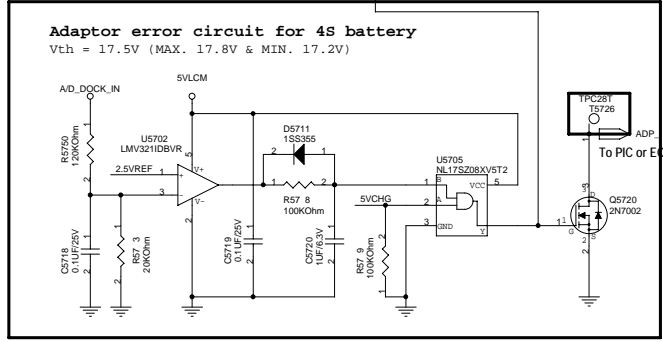 Adaptor error circuit for 4S battery
Vth = 17.5V (MAX. 17.8V & MIN. 17.2V)
A/D_DOCK_IN
5VLCM
TPC28T
T5726
ADP_
To PIC or EC
R5750
120KOhm
U5702
LMV321IDBVR
D5711
1SS355
U5705
NL17SZ08XV5T2
2.5VREF
V+
V-
R57 8
100KOhm
5VCHG
B
A
GND
VCC
Y
Q5720
2N7002
D
G
S
C5718
0.1UF/25V
R57 3
20KOhm
C5719
0.1UF/25V
C5720
1UF/6.3V
R57 9
100KOhm